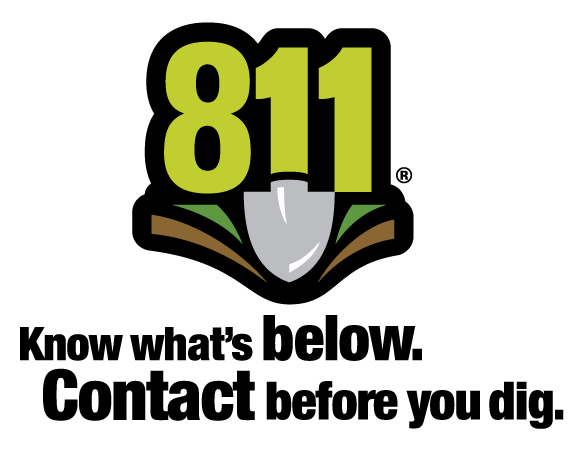 811®
Know what's below.
Contact before you dig.